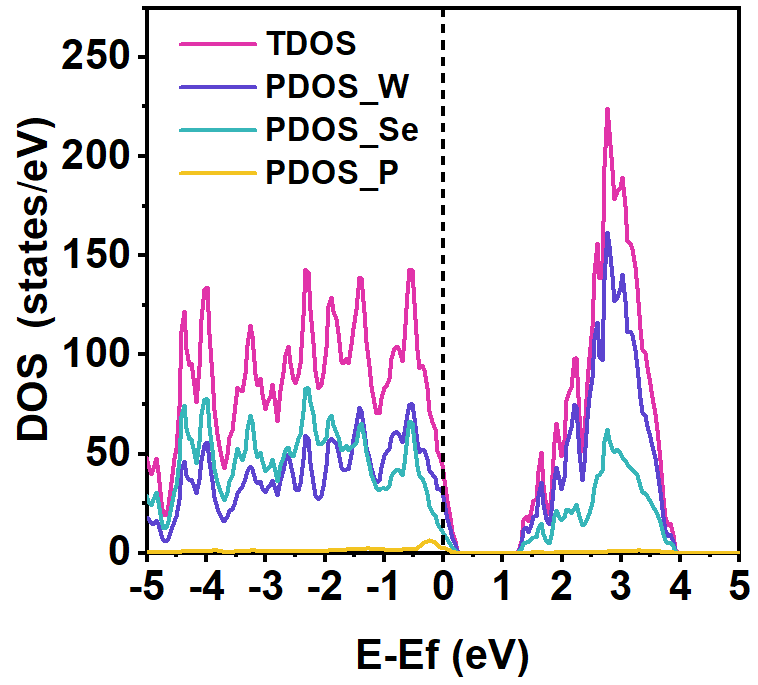 TDOS
PDOS_W
PDOS_Se
PDOS_P
DOS (states/eV)
250
200
150
100
50
0
-5 -4 -3 -2 -1 0 1 2 3 4 5
E-Ef (eV)